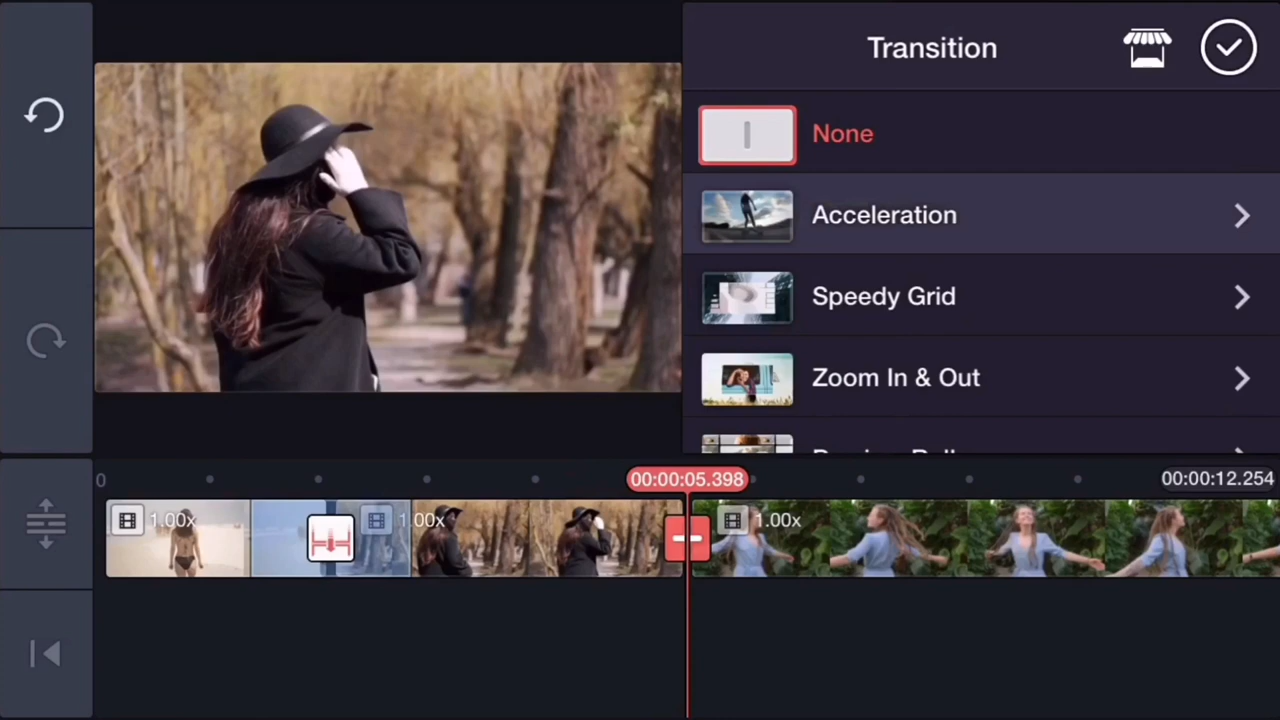 Transition
None
Acceleration
Speedy Grid
Zoom In & Out
0
00:00:05.398
00:00:12.254
1.00x
1.00x
1.00x